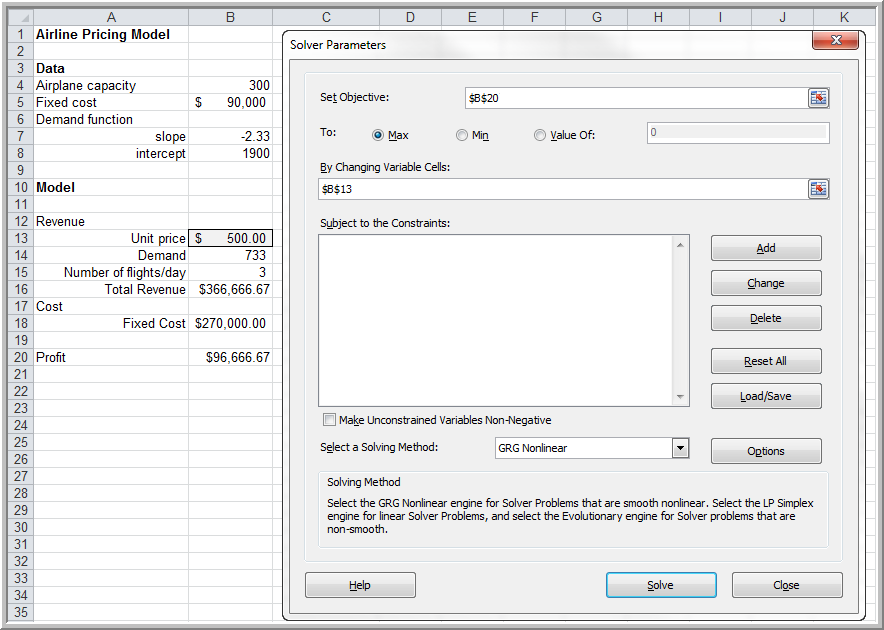 A B C D E F G H I J K
1 Airline Pricing Model
2
3 Data
4 Airplane capacity 300
5 Fixed cost $ 90,000
6 Demand function
7 slope -2.33
8 intercept 1900
9
10 Model
11
12 Revenue
13 Unit price $ 500.00
14 Demand 733
15 Number of flights/day 3
16 Total Revenue $366,666.67
17 Cost
18 Fixed Cost $270,000.00
19
20 Profit $96,666.67
21
22
23
24
25
26
27
28
29
30
31
32
33
34
35
Solver Parameters
Set Objective: $B$20
To: Max Min Value Of: 0
By Changing Variable Cells:
$B$13
Subject to the Constraints:
Add
Change
Delete
Reset All
Load/Save
Make Unconstrained Variables Non-Negative
Select a Solving Method: GRG Nonlinear Options
Solving Method
Select the GRG Nonlinear engine for Solver Problems that are smooth nonlinear. Select the LP Simplex
engine for linear Solver Problems, and select the Evolutionary engine for Solver problems that are
non-smooth.
Help Solve Close